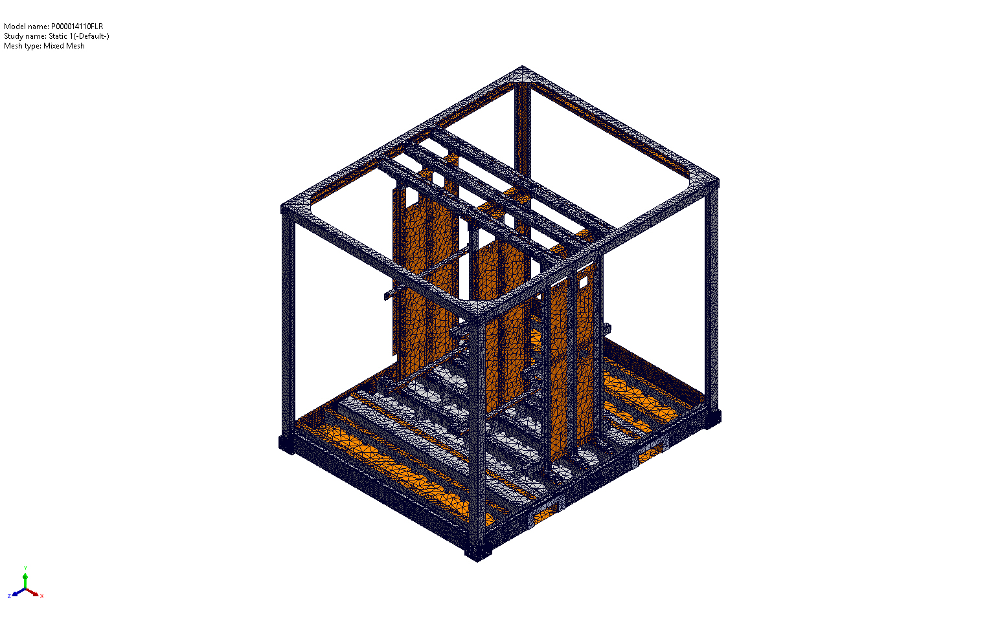 Model name: P000014110FLR
Study name: Static 1(-Default-)
Mesh type: Mixed Mesh
Y
Z
X